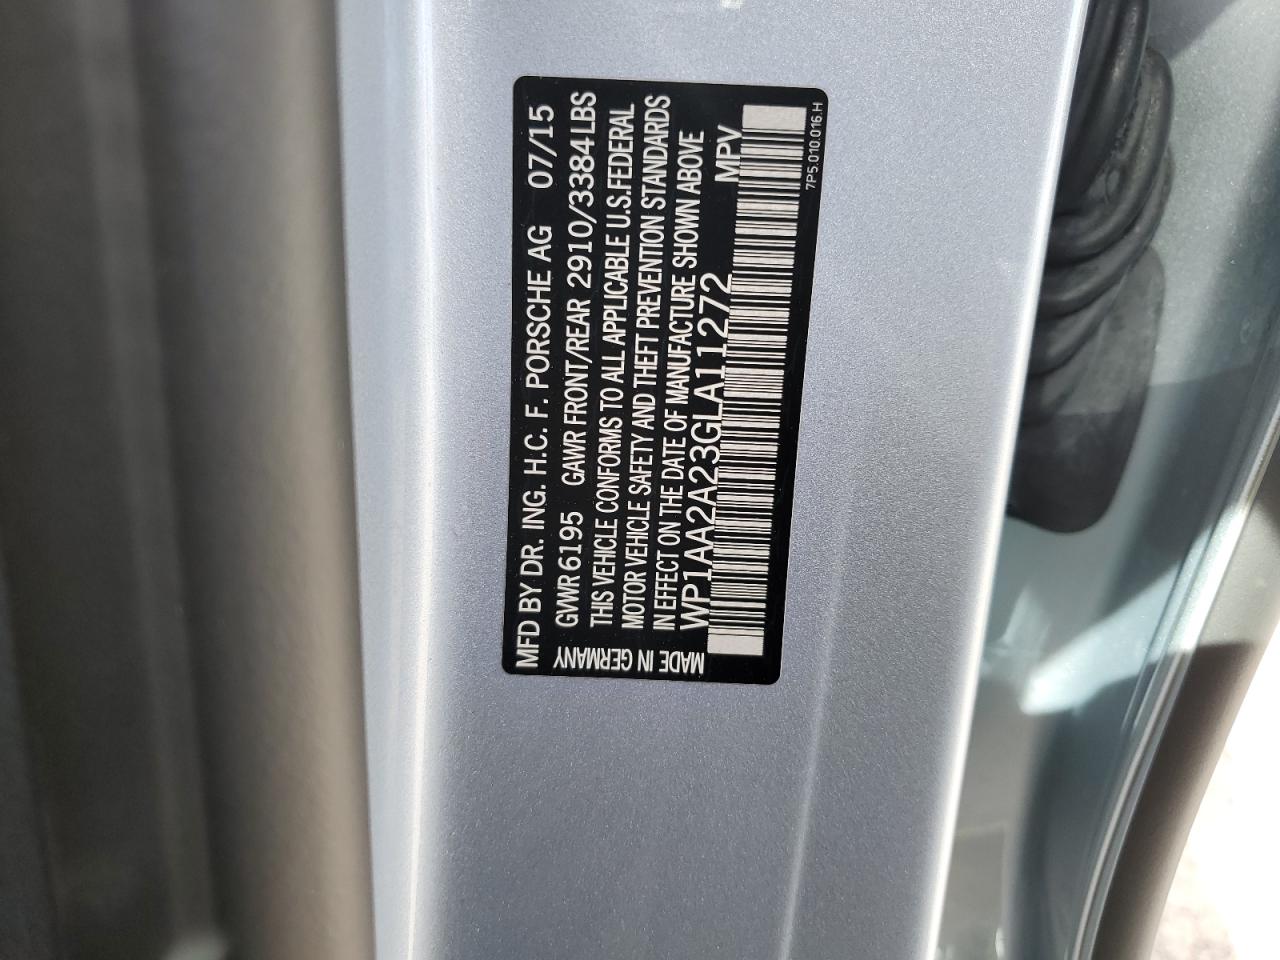 MFD BY DR. ING. H.C. F. PORSCHE AG 07/15
GVWR 6195 GAWR FRONT/REAR 2910/3384 LBS
THIS VEHICLE CONFORMS TO ALL APPLICABLE U.S.FEDERAL
MOTOR VEHICLE SAFETY AND THEFT PREVENTION STANDARDS
IN EFFECT ON THE DATE OF MANUFACTURE SHOWN ABOVE
WP1AA2A23GLA11272 MPV
MADE IN GERMANY
7P5.010.016.H